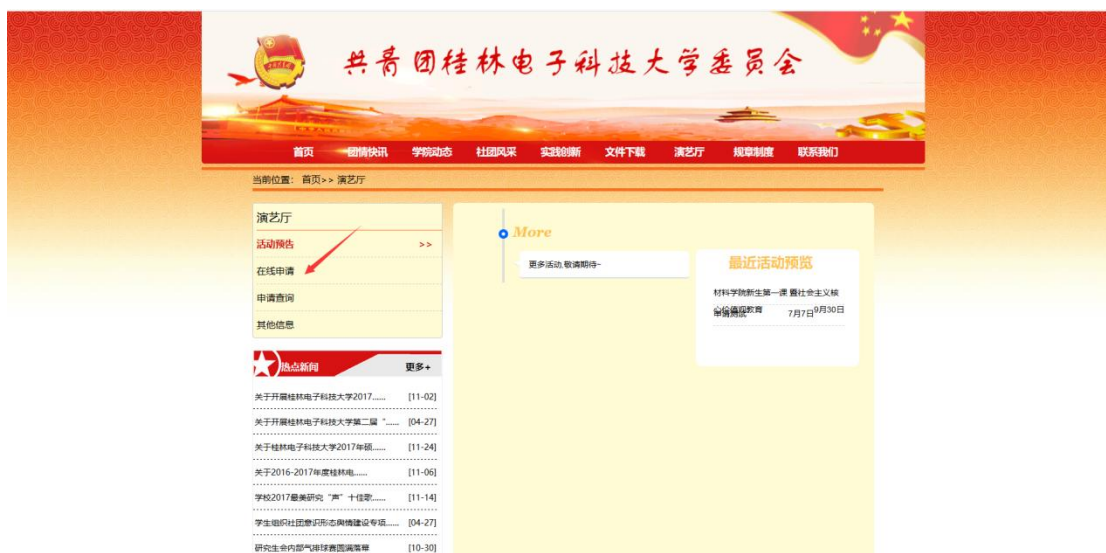 共青团桂林电子科技大学委员会
首页 团情快讯 学院动态 社团风采 实践创新 文件下载 演艺厅 规章制度 联系我们
当前位置： 首页>> 演艺厅
演艺厅
活动预告 >>
在线申请
申请查询
其他信息
热点新闻 更多+
关于开展桂林电子科技大学2017...... [11-02]
关于开展桂林电子科技大学第二届“...... [04-27]
关于桂林电子科技大学2017年硕...... [11-24]
关于2016-2017年度桂林电...... [11-06]
学校2017最美研究“声”十佳歌...... [11-14]
学生组织社团意识形态舆情建设专项...... [04-27]
研究生会内部气排球赛圆满落幕 [10-30]
More
更多活动,敬请期待~
最近活动预览
材料学院新生第一课 暨社会主义核
心价值观教育 9月30日
申请测试 7月7日